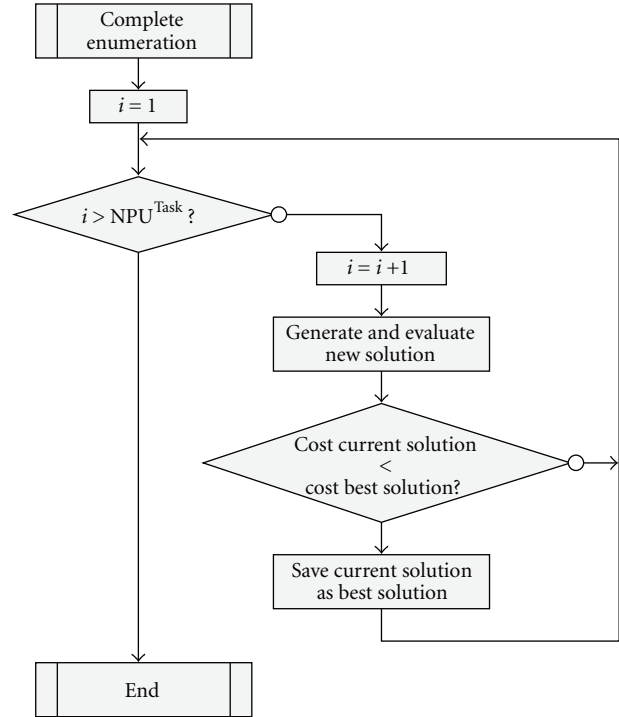 Complete
enumeration
i = 1
i > NPU^Task ?
i = i +1
Generate and evaluate
new solution
Cost current solution
<
cost best solution?
Save current solution
as best solution
End